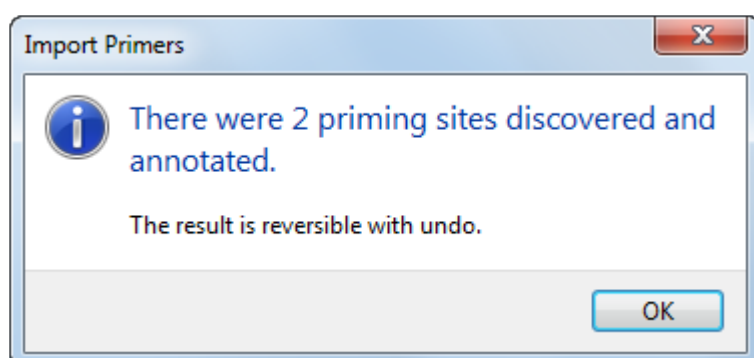 Import Primers
There were 2 priming sites discovered and
annotated.
The result is reversible with undo.
OK